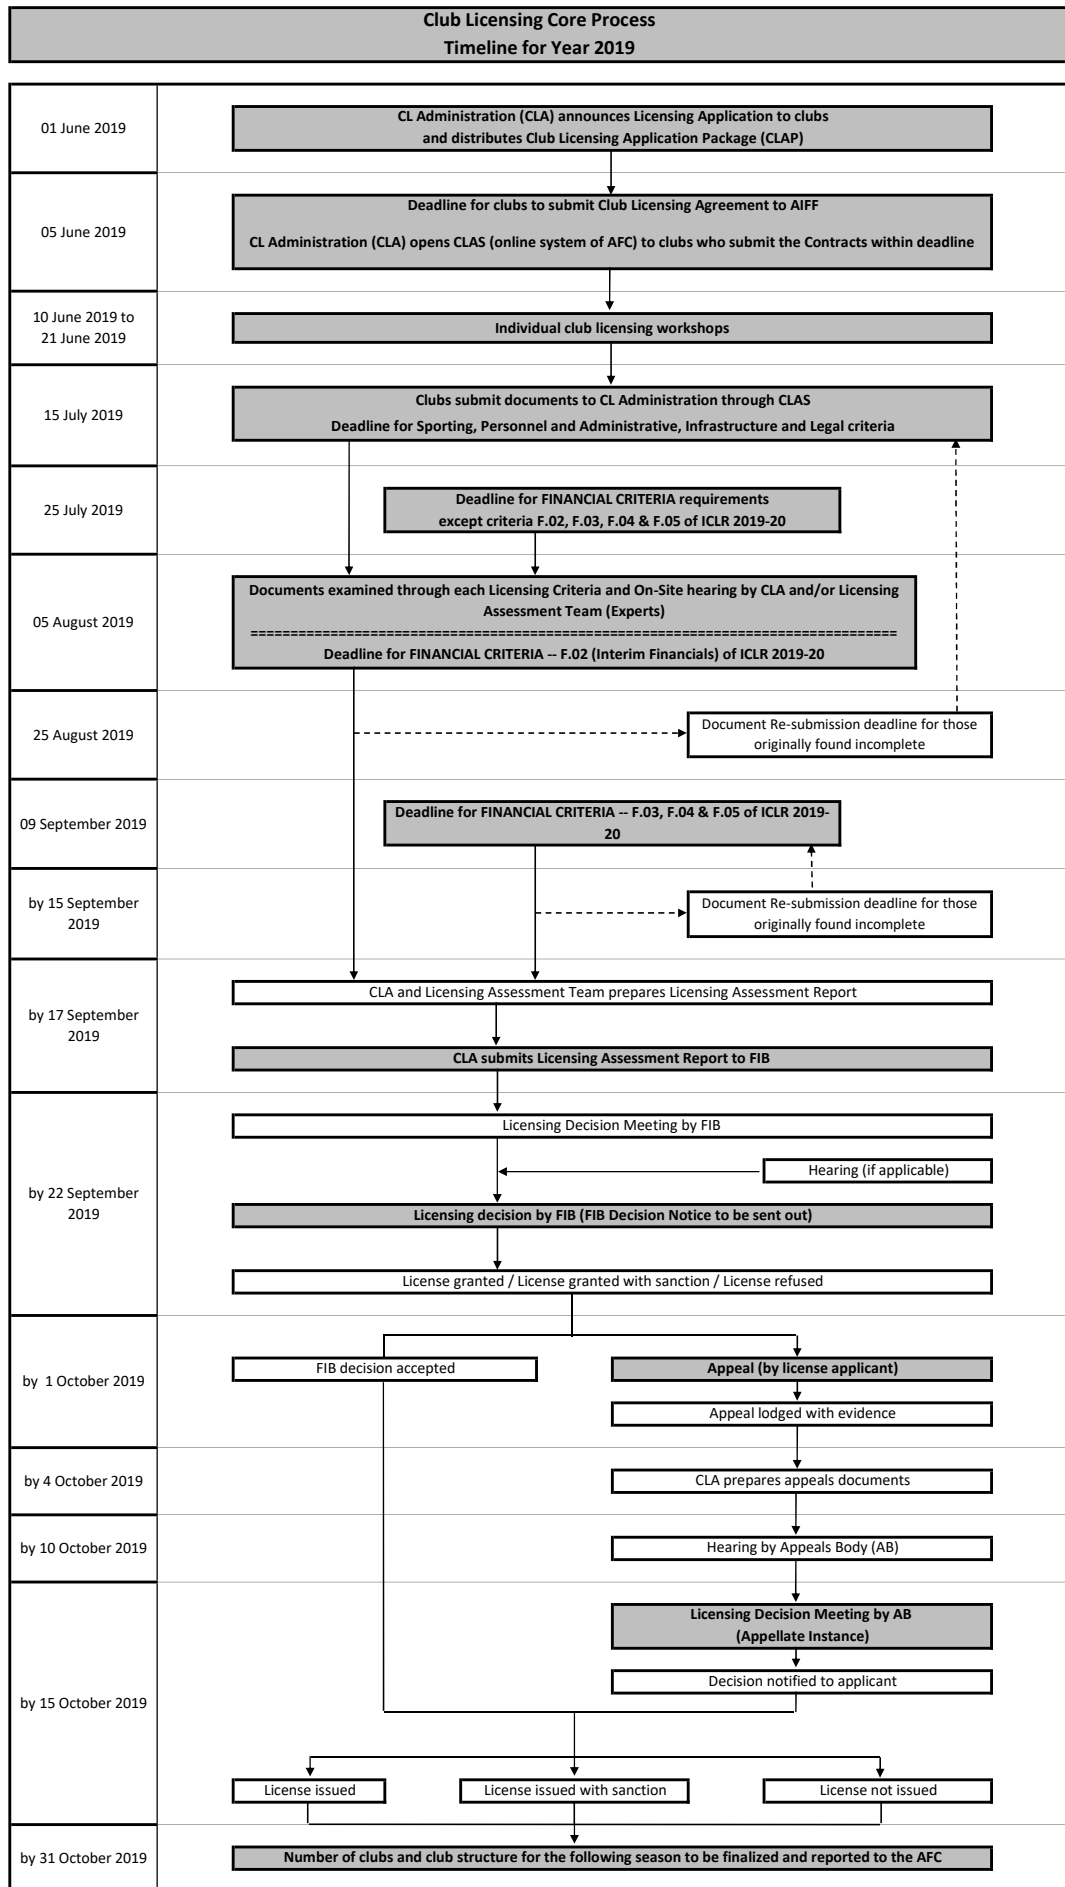 Club Licensing Core Process
Timeline for Year 2019
01 June 2019
CL Administration (CLA) announces Licensing Application to clubs
and distributes Club Licensing Application Package (CLAP)
05 June 2019
Deadline for clubs to submit Club Licensing Agreement to AIFF
CL Administration (CLA) opens CLAS (online system of AFC) to clubs who submit the Contracts within deadline
10 June 2019 to
21 June 2019
Individual club licensing workshops
15 July 2019
Clubs submit documents to CL Administration through CLAS
Deadline for Sporting, Personnel and Administrative, Infrastructure and Legal criteria
25 July 2019
Deadline for FINANCIAL CRITERIA requirements
except criteria F.02, F.03, F.04 & F.05 of ICLR 2019-20
05 August 2019
Documents examined through each Licensing Criteria and On-Site hearing by CLA and/or Licensing
Assessment Team (Experts)
================================================================================
Deadline for FINANCIAL CRITERIA -- F.02 (Interim Financials) of ICLR 2019-20
25 August 2019
Document Re-submission deadline for those
originally found incomplete
09 September 2019
Deadline for FINANCIAL CRITERIA -- F.03, F.04 & F.05 of ICLR 2019-
20
by 15 September
2019
Document Re-submission deadline for those
originally found incomplete
by 17 September
2019
CLA and Licensing Assessment Team prepares Licensing Assessment Report
CLA submits Licensing Assessment Report to FIB
by 22 September
2019
Licensing Decision Meeting by FIB
Hearing (if applicable)
Licensing decision by FIB (FIB Decision Notice to be sent out)
License granted / License granted with sanction / License refused
by 1 October 2019
FIB decision accepted
Appeal (by license applicant)
Appeal lodged with evidence
by 4 October 2019
CLA prepares appeals documents
by 10 October 2019
Hearing by Appeals Body (AB)
by 15 October 2019
Licensing Decision Meeting by AB
(Appellate Instance)
Decision notified to applicant
License issued
License issued with sanction
License not issued
by 31 October 2019
Number of clubs and club structure for the following season to be finalized and reported to the AFC